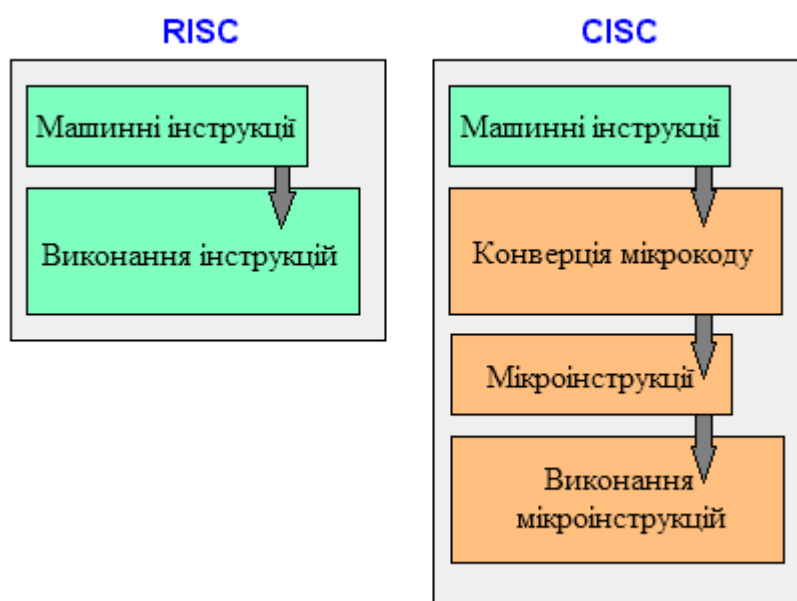 RISC
Машинні інструкції
Виконання інструкцій
CISC
Машинні інструкції
Конверція мікрокоду
Мікроінструкції
Виконання
мікроінструкцій